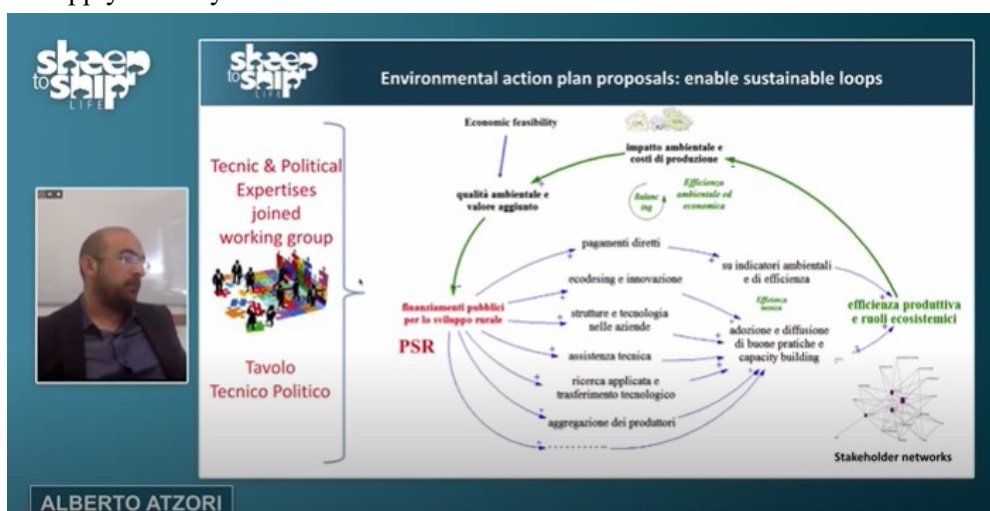 sheep
to ship
LIFE
sheep
to ship
LIFE
Environmental action plan proposals: enable sustainable loops
Tecnic & Political
Expertises
joined
working group
Tavolo
Tecnico Politico
Economic feasibility
impatto ambientale e
costi di produzione
qualità ambientale e
valore aggiunto
Balanc
ing
Efficienza
ambientale ed
economica
pagamenti diretti
su indicatori ambientali
e di efficienza
ecodesing e innovazione
finanziamenti pubblici
per lo sviluppo rurale
PSR
strutture e tecnologia
nelle aziende
Efficienza
tecnica
adozione e diffusione
di buone pratiche e
capacity building
efficienza produttiva
e ruoli ecosistemici
assistenza tecnica
ricerca applicata e
trasferimento tecnologico
aggregazione dei produttori
Stakeholder networks
ALBERTO ATZORI